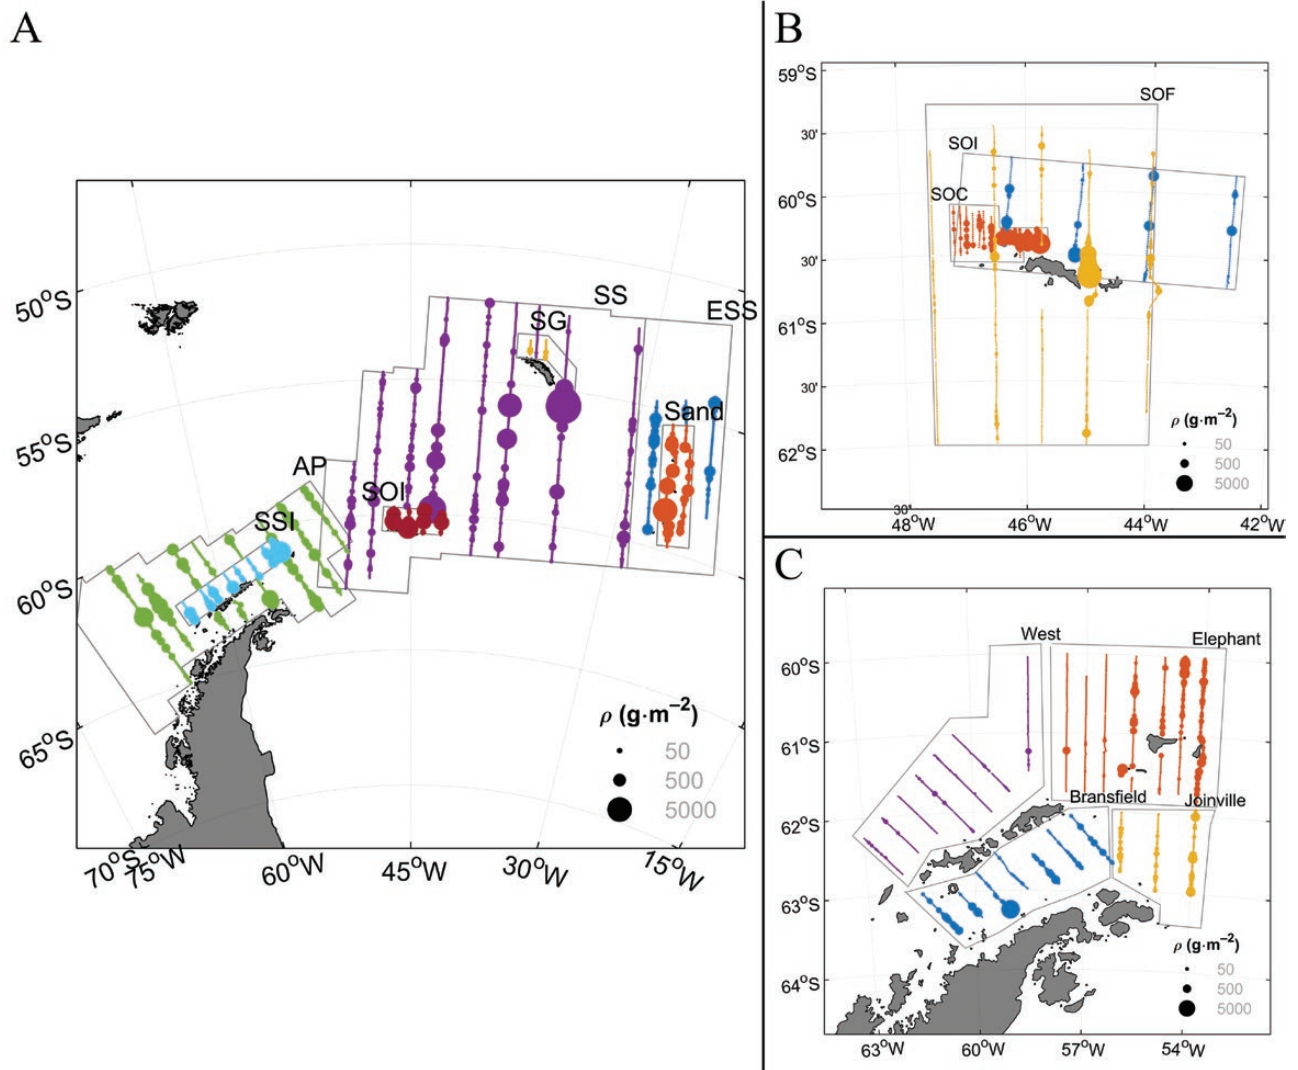 A
50°S
55°S
60°S
65°S
70°S
75°W
60°W
45°W
30°W
15°W
SS
ESS
SG
Sand
AP
SOI
SSI
ρ (g·m⁻²)
50
500
5000
B
59°S
30'
60°S
30'
61°S
30'
62°S
30'
48°W
46°W
44°W
42°W
SOF
SOI
SOC
ρ (g·m⁻²)
50
500
5000
C
60°S
61°S
62°S
63°S
64°S
63°W
60°W
57°W
54°W
West
Elephant
Bransfield
Joinville
ρ (g·m⁻²)
50
500
5000